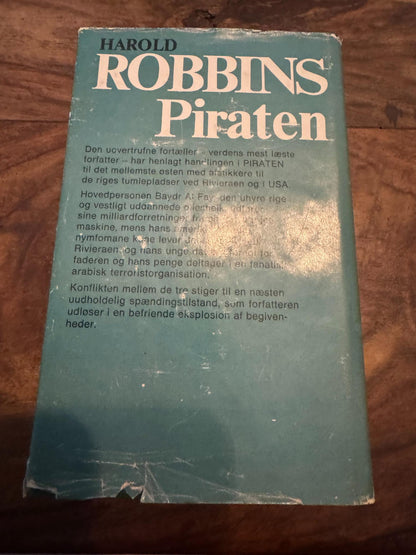 HAROLD
ROBBINS
Piraten
Den uovertrufne fortæller – verdens mest læste
forfatter – har henlagt handlingen i PIRATEN
til det mellemste østen med afstikkere til
de riges tumlepladser ved Rivieraen og i USA.
Hovedpersonen Baydr Al Fay, den uhyre rige
og vestligt uddannede
sine milliardforretninger fra
maskine, mens hans
nymfomane kone lever
Rivieraen, og hans unge
faderen og hans penge deltager i en fanatisk
arabisk terroristorganisation.
Konflikten mellem de tre stiger til en næsten
uudholdelig spændingstilstand, som forfatteren
udløser i en befriende eksplosion af begiven-
heder.